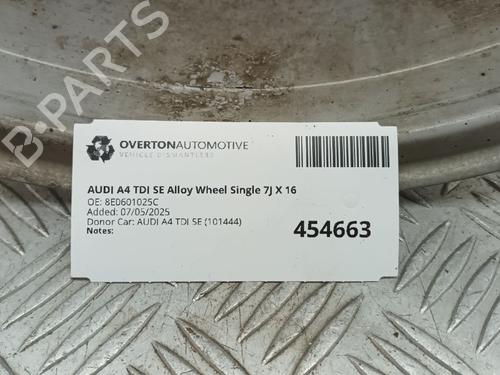 B-PARTS
OVERTONAUTOMOTIVE
VEHICLE DISMANTLERS
AUDI A4 TDI SE Alloy Wheel Single 7J X 16
OE: 8E0601025C
Added: 07/05/2025
Donor Car: AUDI A4 TDI SE (101444)
Notes:
454663